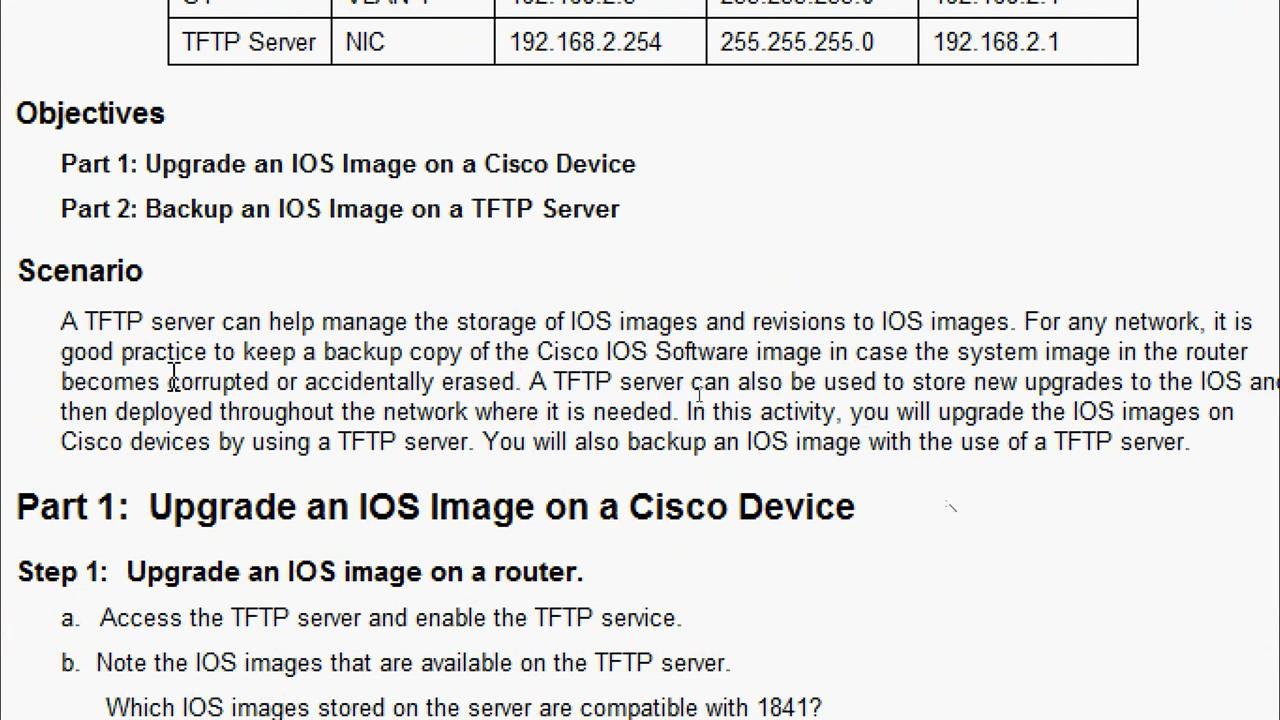 TFTP Server NIC 192.168.2.254 255.255.255.0 192.168.2.1
Objectives
Part 1: Upgrade an IOS Image on a Cisco Device
Part 2: Backup an IOS Image on a TFTP Server
Scenario
A TFTP server can help manage the storage of IOS images and revisions to IOS images. For any network, it is
good practice to keep a backup copy of the Cisco IOS Software image in case the system image in the router
becomes corrupted or accidentally erased. A TFTP server can also be used to store new upgrades to the IOS and
then deployed throughout the network where it is needed. In this activity, you will upgrade the IOS images on
Cisco devices by using a TFTP server. You will also backup an IOS image with the use of a TFTP server.
Part 1: Upgrade an IOS Image on a Cisco Device
Step 1: Upgrade an IOS image on a router.
a. Access the TFTP server and enable the TFTP service.
b. Note the IOS images that are available on the TFTP server.
Which IOS images stored on the server are compatible with 1841?